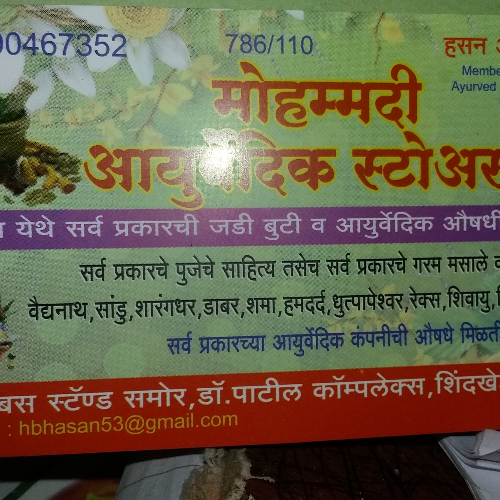 00467352 786/110 हसन
Membe
Ayurved
मोहम्मदी
आयुर्वेदिक स्टोअर
येथे सर्व प्रकारची जडी बुटी व आयुर्वेदिक औषधी
सर्व प्रकारचे पुजेचे साहित्य तसेच सर्व प्रकारचे गरम मसाले
वैद्यनाथ,सांडु,शारंगधर,डाबर,शमा,हमदर्द,धुत्पापेश्वर,रेक्स,शिवायु,
सर्व प्रकारच्या आयुर्वेदिक कंपनीची औषधे मिळती
बस स्टॅण्ड समोर,डॉ.पाटील कॉम्पलेक्स,शिंदखे
: hbhasan53@gmail.com